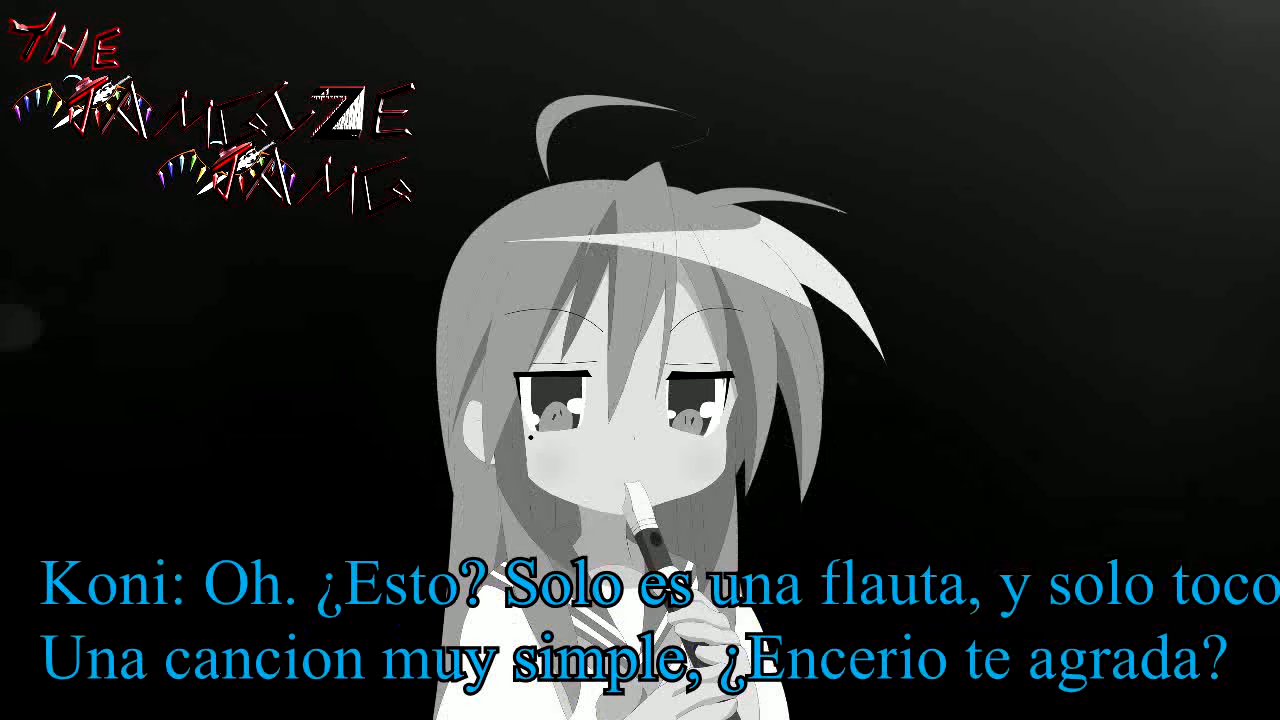 THE
Koni: Oh. ¿Esto? Solo es una flauta, y solo toco
Una cancion muy simple, ¿Encerio te agrada?